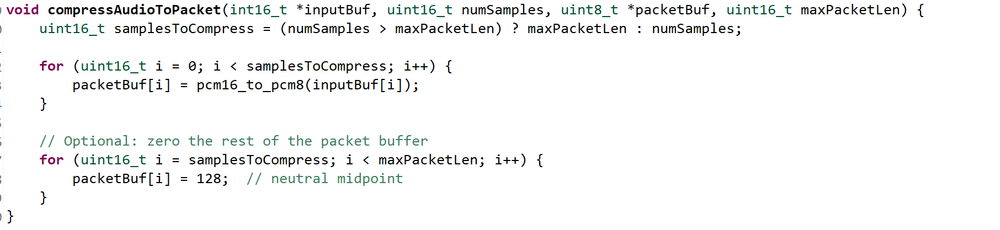 void compressAudioToPacket(int16_t *inputBuf, uint16_t numSamples, uint8_t *packetBuf, uint16_t maxPacketLen) {
    uint16_t samplesToCompress = (numSamples > maxPacketLen) ? maxPacketLen : numSamples;
    for (uint16_t i = 0; i < samplesToCompress; i++) {
        packetBuf[i] = pcm16_to_pcm8(inputBuf[i]);
    }
    // Optional: zero the rest of the packet buffer
    for (uint16_t i = samplesToCompress; i < maxPacketLen; i++) {
        packetBuf[i] = 128;  // neutral midpoint
    }
}